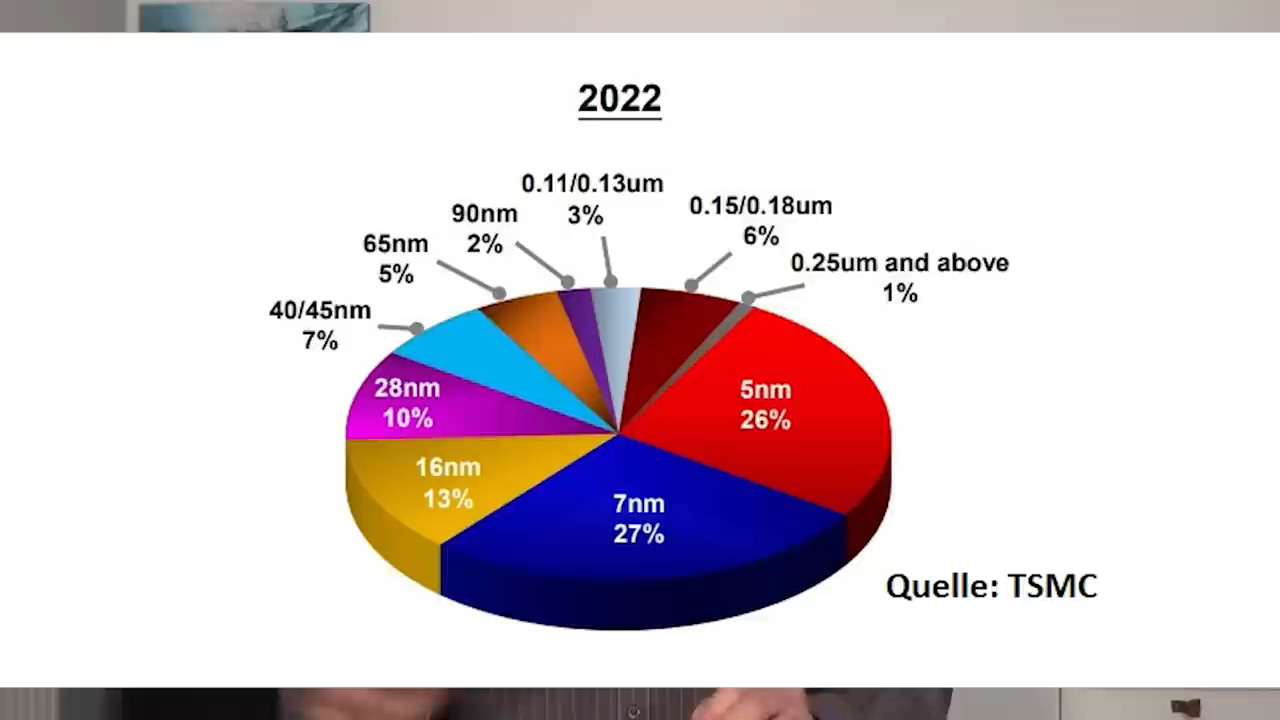 2022
0.11/0.13um
3%
0.15/0.18um
6%
90nm
2%
65nm
5%
0.25um and above
1%
40/45nm
7%
28nm
10%
5nm
26%
16nm
13%
7nm
27%
Quelle: TSMC